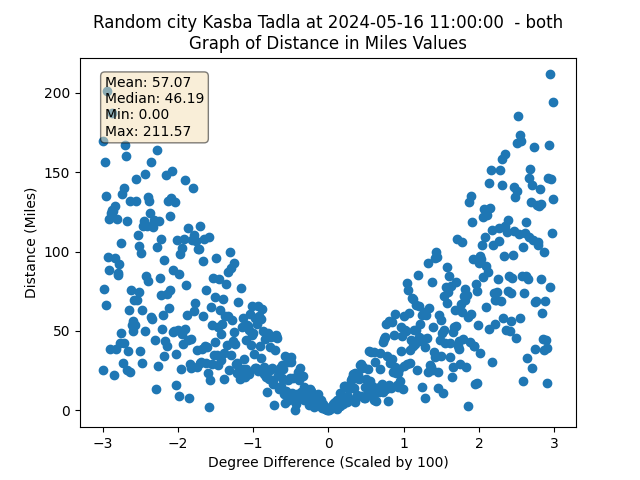 Random city Kasba Tadla at 2024-05-16 11:00:00  - both
Graph of Distance in Miles Values
Mean: 57.07
Median: 46.19
Min: 0.00
Max: 211.57
Distance (Miles)
200
150
100
50
0
−3
−2
−1
0
1
2
3
Degree Difference (Scaled by 100)